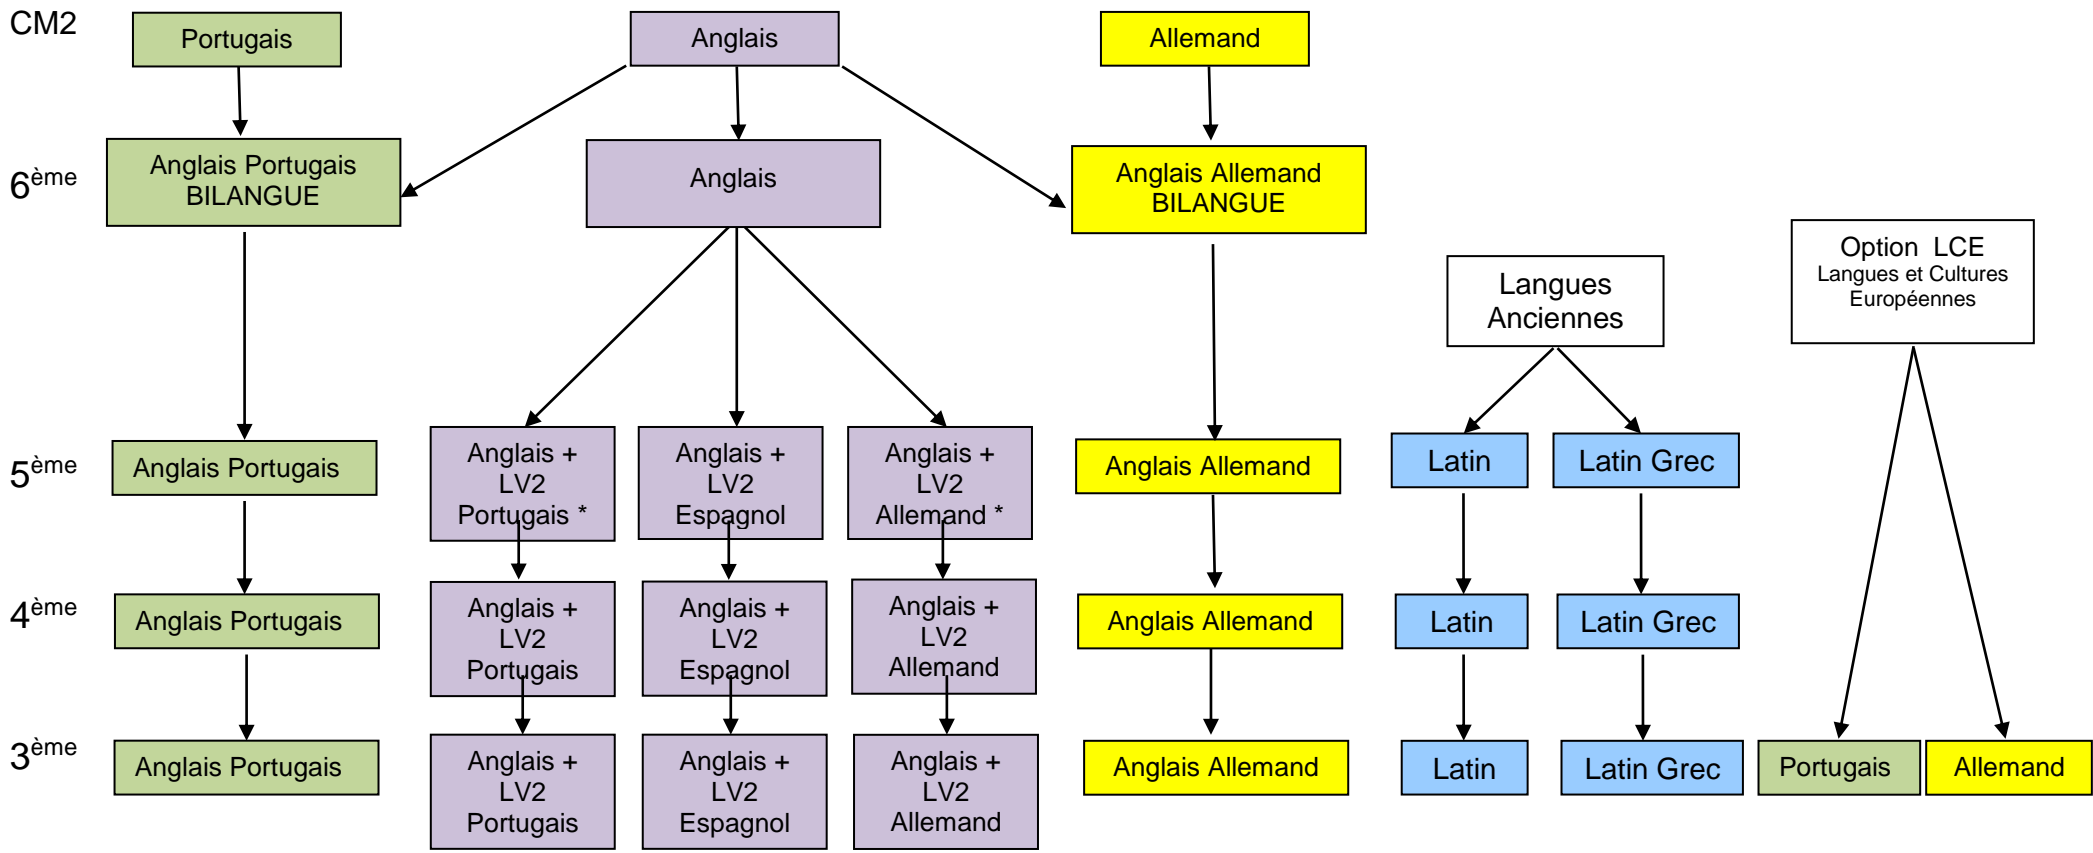 CM2
Portugais
Anglais
Allemand
6ème
Anglais Portugais
BILANGUE
Anglais
Anglais Allemand
BILANGUE
Langues
Anciennes
Option LCE
Langues et Cultures
Européennes
5ème
Anglais Portugais
Anglais +
LV2
Portugais *
Anglais +
LV2
Espagnol
Anglais +
LV2
Allemand *
Anglais Allemand
Latin
Latin Grec
4ème
Anglais Portugais
Anglais +
LV2
Portugais
Anglais +
LV2
Espagnol
Anglais +
LV2
Allemand
Anglais Allemand
Latin
Latin Grec
3ème
Anglais Portugais
Anglais +
LV2
Portugais
Anglais +
LV2
Espagnol
Anglais +
LV2
Allemand
Anglais Allemand
Latin
Latin Grec
Portugais
Allemand